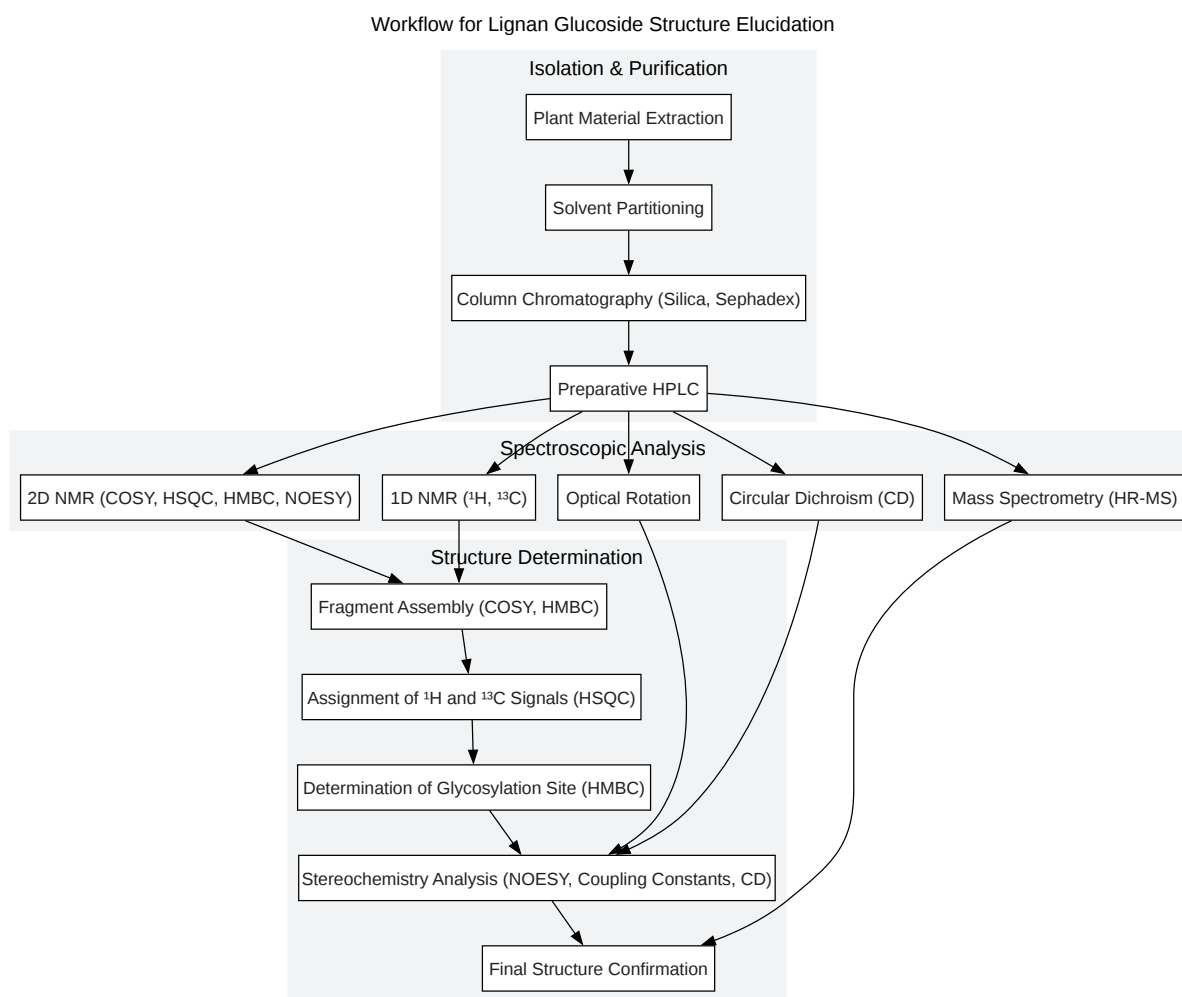 Workflow for Lignan Glucoside Structure Elucidation
Isolation & Purification
Plant Material Extraction
Solvent Partitioning
Column Chromatography (Silica, Sephadex)
Preparative HPLC
Spectroscopic Analysis
2D NMR (COSY, HSQC, HMBC, NOESY)
1D NMR (¹H, ¹³C)
Optical Rotation
Circular Dichroism (CD)
Mass Spectrometry (HR-MS)
Structure Determination
Fragment Assembly (COSY, HMBC)
Assignment of ¹H and ¹³C Signals (HSQC)
Determination of Glycosylation Site (HMBC)
Stereochemistry Analysis (NOESY, Coupling Constants, CD)
Final Structure Confirmation